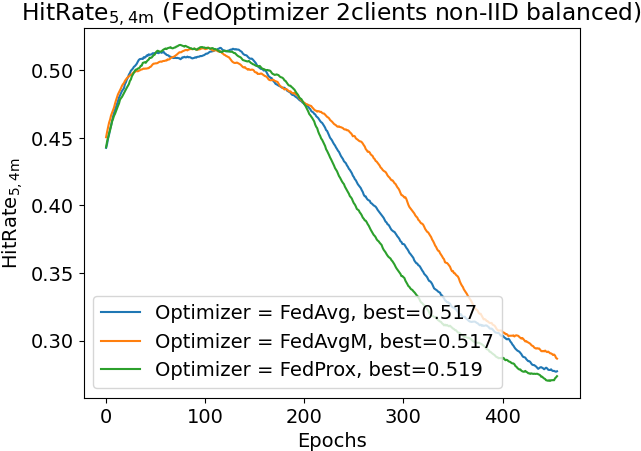 HitRate5, 4m (FedOptimizer 2clients non-IID balanced)
HitRate5, 4m
0.50
0.45
0.40
0.35
0.30
Optimizer = FedAvg, best=0.517
Optimizer = FedAvgM, best=0.517
Optimizer = FedProx, best=0.519
0 100 200 300 400
Epochs